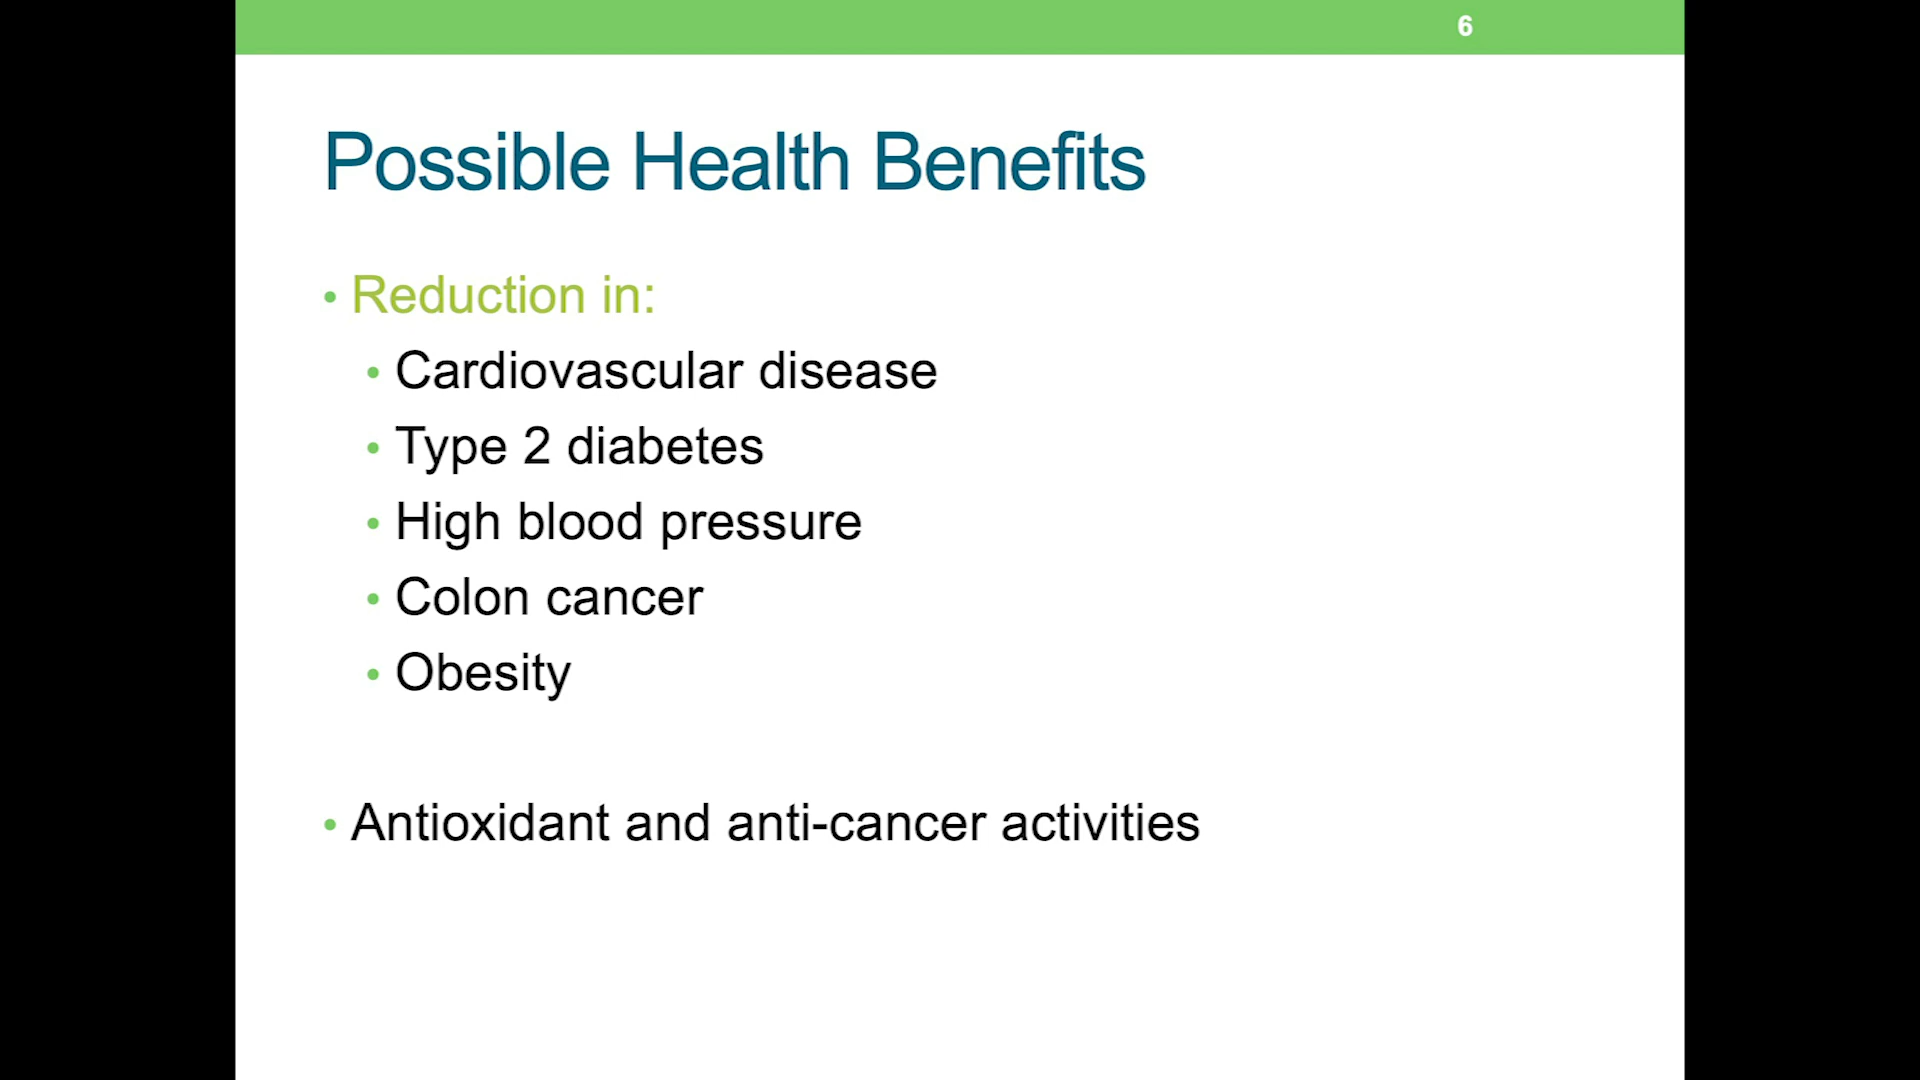 6
Possible Health Benefits
• Reduction in:
• Cardiovascular disease
• Type 2 diabetes
• High blood pressure
• Colon cancer
• Obesity
• Antioxidant and anti-cancer activities